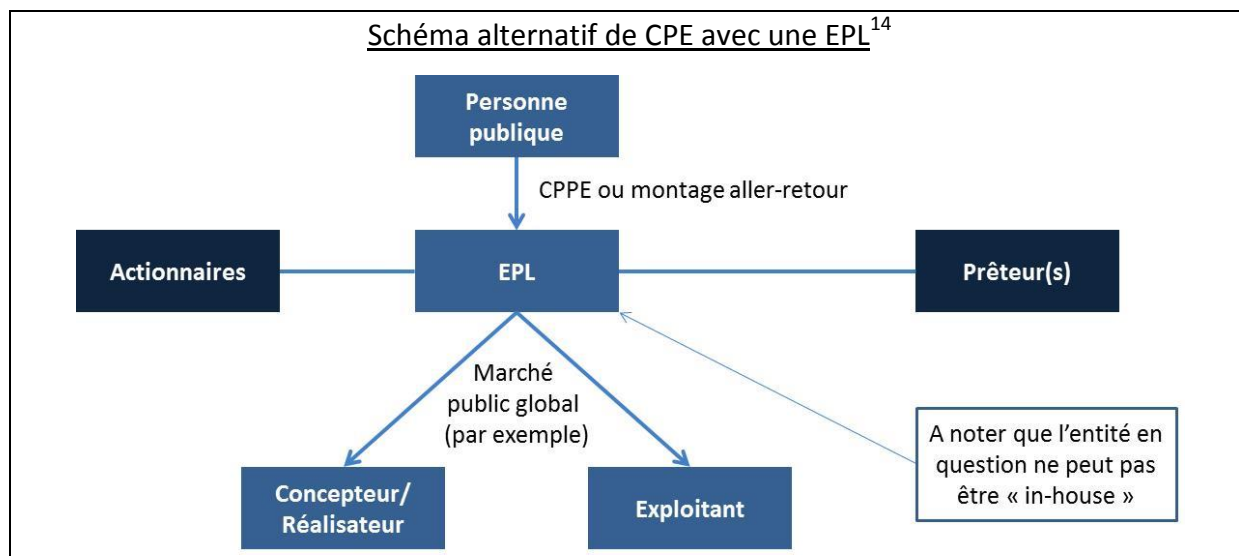 Schéma alternatif de CPE avec une EPL14
Personne
publique
CPPE ou montage aller-retour
Actionnaires
EPL
Prêteur(s)
Marché
public global
(par exemple)
A noter que l’entité en
question ne peut pas
être « in-house »
Concepteur/
Réalisateur
Exploitant